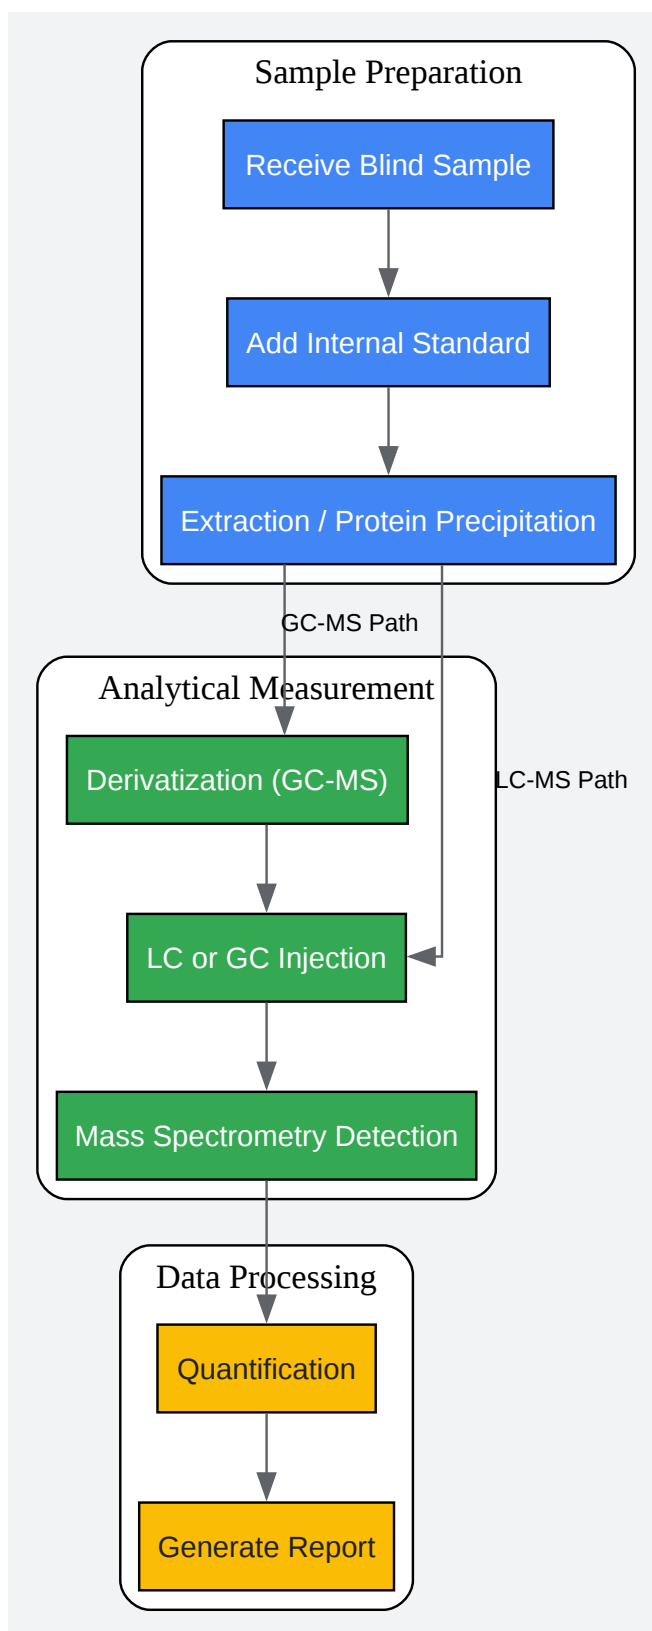 Sample Preparation
Receive Blind Sample
Add Internal Standard
Extraction / Protein Precipitation
GC-MS Path
Analytical Measurement
Derivatization (GC-MS)
LC-MS Path
LC or GC Injection
Mass Spectrometry Detection
Data Processing
Quantification
Generate Report